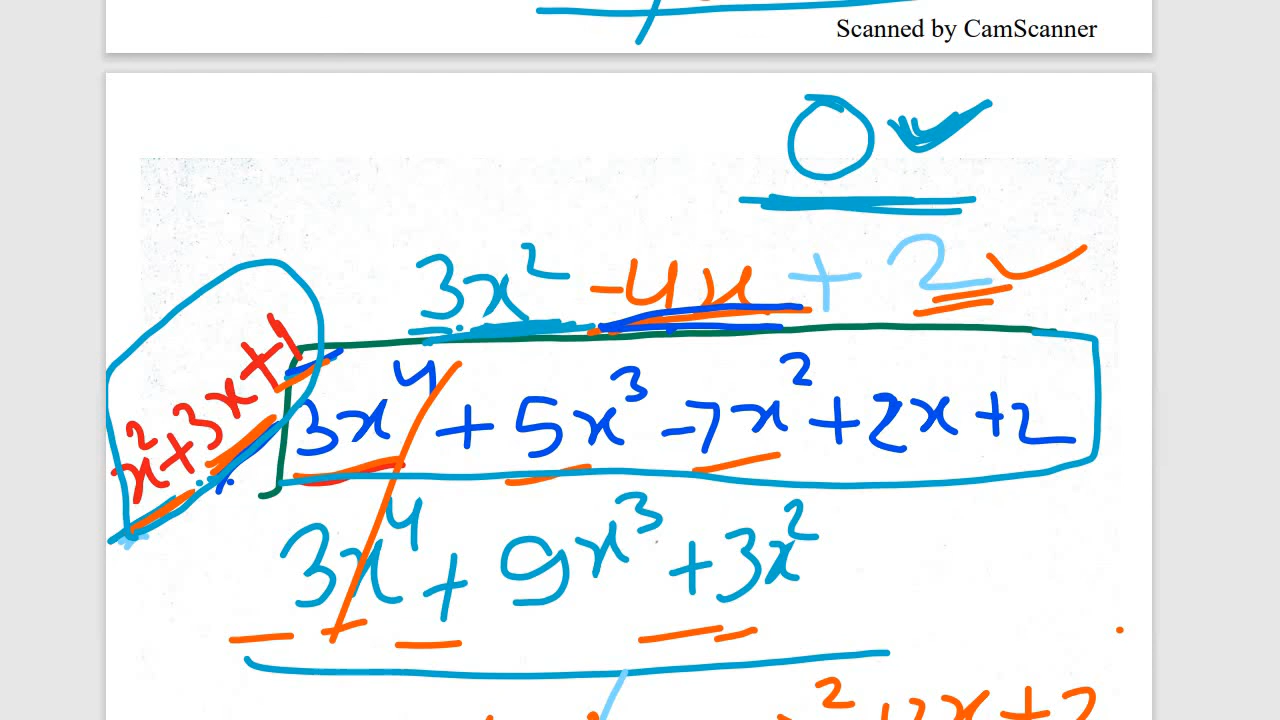 Scanned by CamScanner
0
3x² -4x + 2
x²+3x+1
3x⁴ + 5x³ - 7x² + 2x + 2
3x⁴ + 9x³ + 3x²